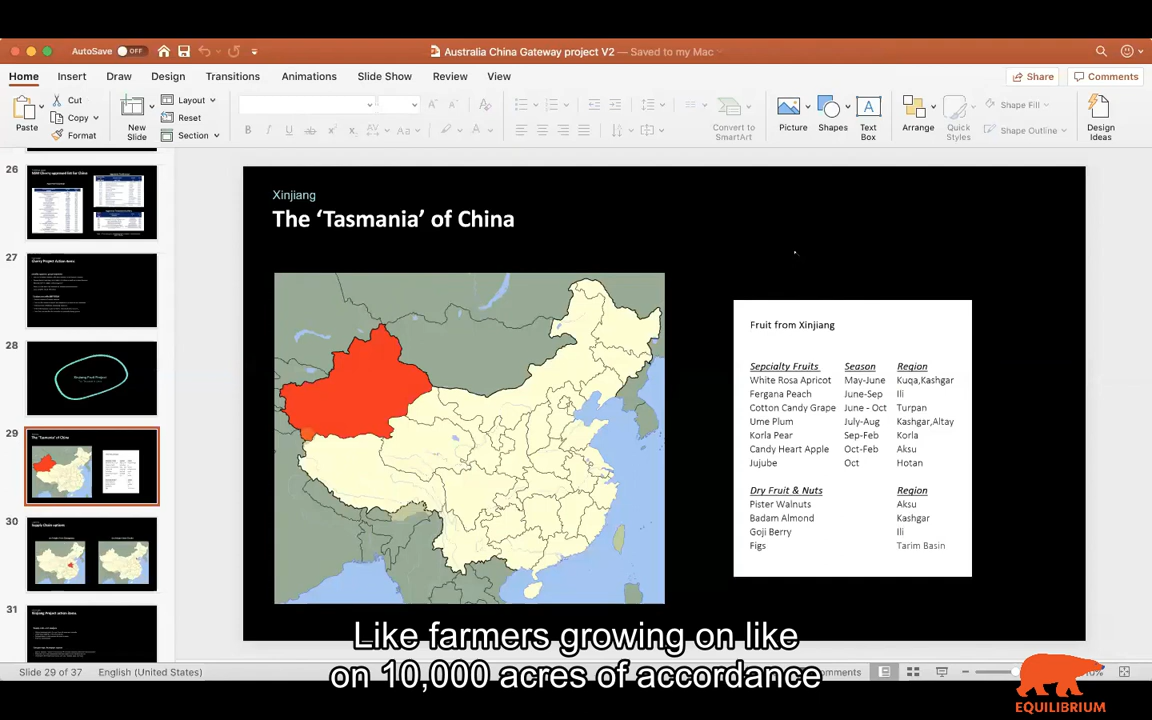 AutoSave OFF
Australia China Gateway project V2 — Saved to my Mac
Home Insert Draw Design Transitions Animations Slide Show Review View
Share Comments
Paste
Cut
Copy
Format
New Slide
Layout
Reset
Section
B I U
Convert to SmartArt
Picture
Shapes
Text Box
Arrange
Quick Styles
Shape Fill
Shape Outline
Design Ideas
26
27
28
29
The 'Tasmania' of China
30
Supply Chain options
31
Xinjiang
The ‘Tasmania’ of China
Fruit from Xinjiang
Sepcialty Fruits Season Region
White Rosa Apricot May-June Kuqa,Kashgar
Fergana Peach June-Sep Ili
Cotton Candy Grape June - Oct Turpan
Ume Plum July-Aug Kashgar,Altay
Korla Pear Sep-Feb Korla
Candy Heart Apple Oct-Feb Aksu
Jujube Oct Hotan
Dry Fruit & Nuts Region
Pister Walnuts Aksu
Badam Almond Kashgar
Goji Berry Ili
Figs Tarim Basin
Like farmers growing on like
on 10,000 acres of accordance
Slide 29 of 37 English (United States)
EQUILIBRIUM